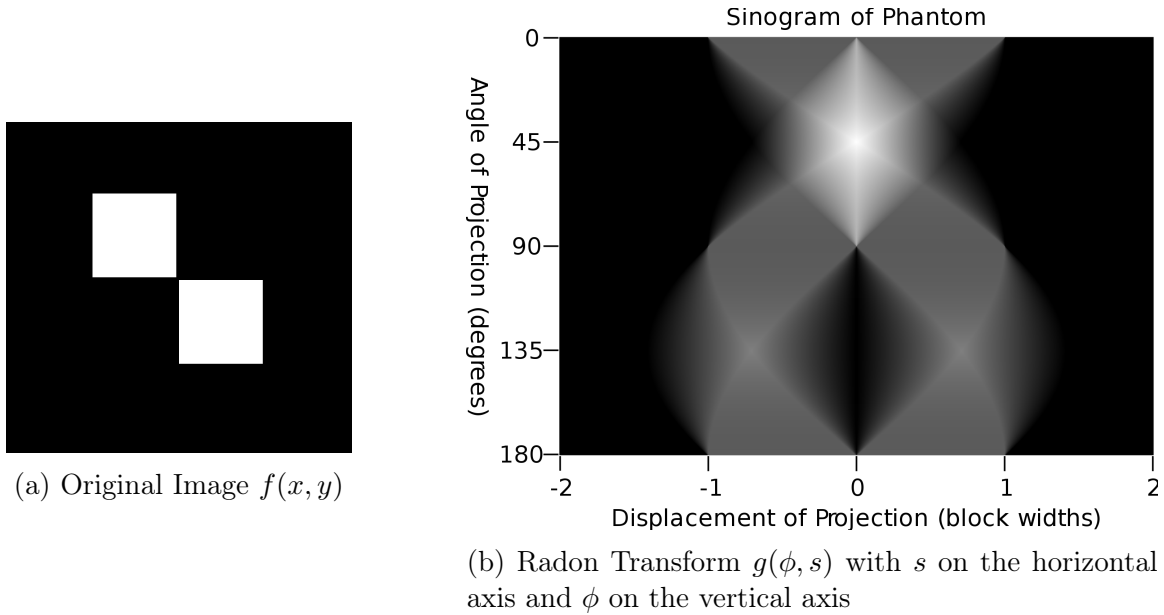 Sinogram of Phantom
Angle of Projection (degrees)
0
45
90
135
180
-2
-1
0
1
2
Displacement of Projection (block widths)
(a) Original Image f(x, y)
(b) Radon Transform g(ϕ, s) with s on the horizontal
axis and ϕ on the vertical axis